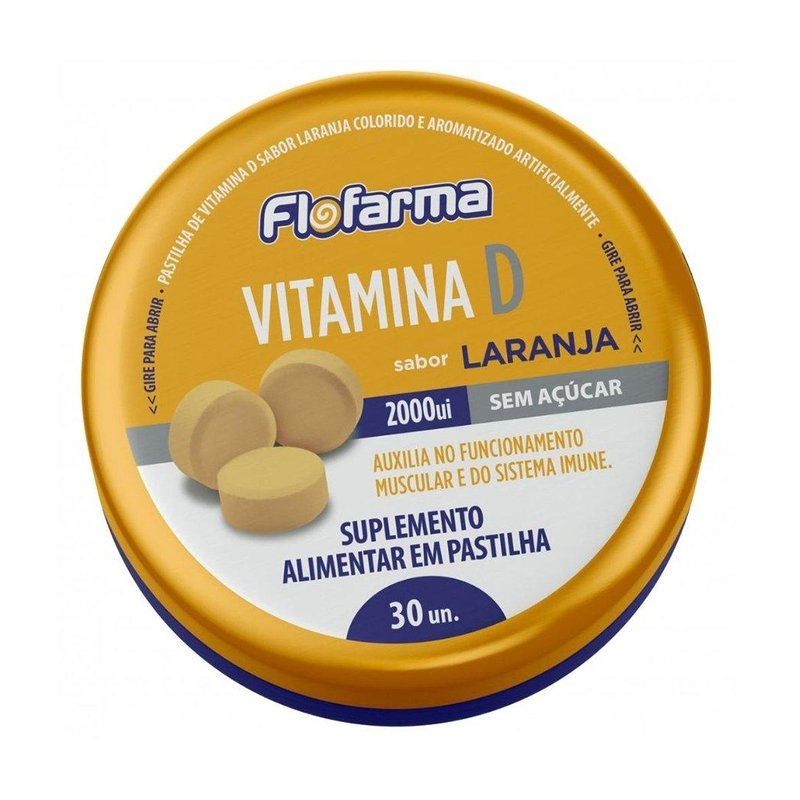 PASTILHA DE VITAMINA D SABOR LARANJA COLORIDO E AROMATIZADO ARTIFICIALMENTE •
<< GIRE PARA ABRIR •
GIRE PARA ABRIR <<
Flofarma
VITAMINA D
sabor LARANJA
2000ui SEM AÇÚCAR
AUXILIA NO FUNCIONAMENTO
MUSCULAR E DO SISTEMA IMUNE.
SUPLEMENTO
ALIMENTAR EM PASTILHA
30 un.